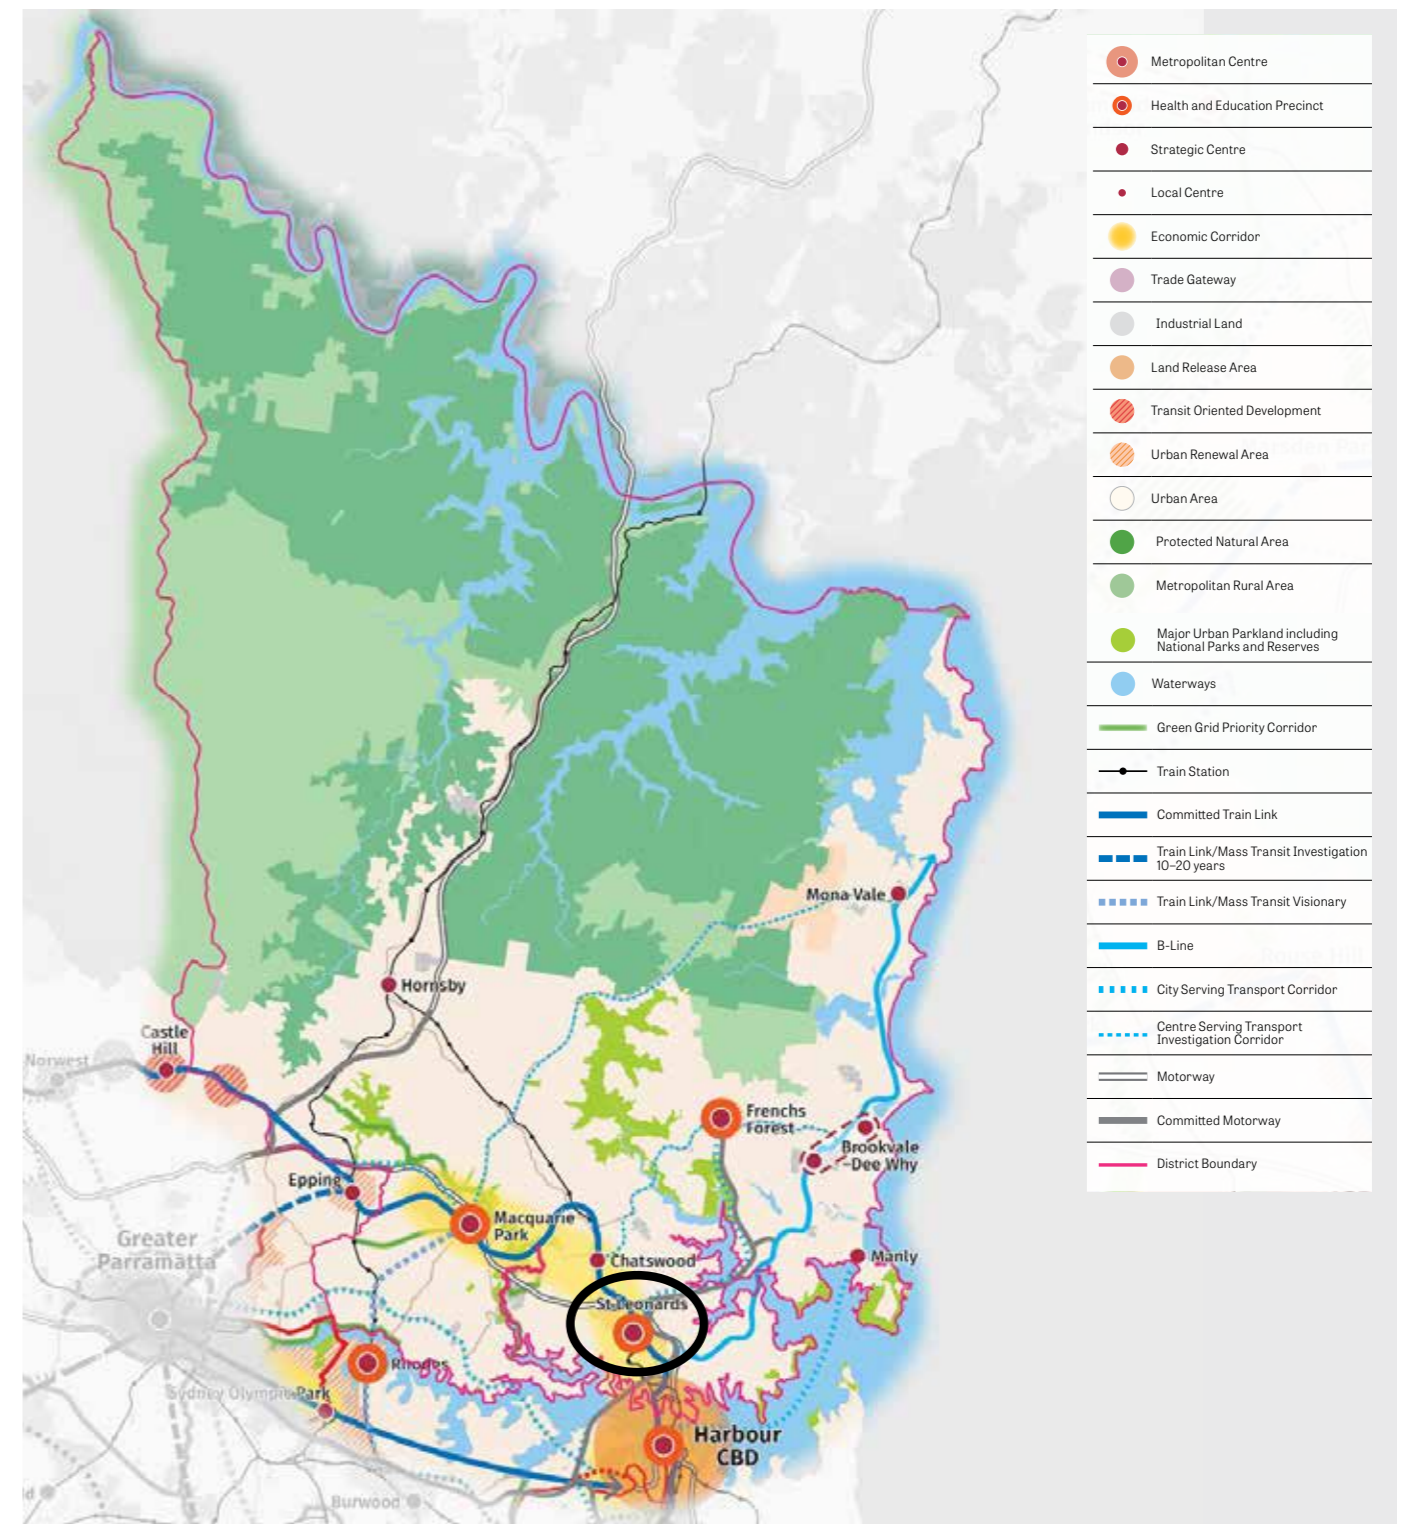 Metropolitan Centre
Health and Education Precinct
Strategic Centre
Local Centre
Economic Corridor
Trade Gateway
Industrial Land
Land Release Area
Transit Oriented Development
Urban Renewal Area
Urban Area
Protected Natural Area
Metropolitan Rural Area
Major Urban Parkland including
National Parks and Reserves
Waterways
Green Grid Priority Corridor
Train Station
Committed Train Link
Train Link/Mass Transit Investigation
10–20 years
Train Link/Mass Transit Visionary
B-Line
City Serving Transport Corridor
Centre Serving Transport
Investigation Corridor
Motorway
Committed Motorway
District Boundary
Mona Vale
Hornsby
Castle
Hill
Norwest
Frenchs
Forest
Brookvale
–Dee Why
Epping
Macquarie
Park
Greater
Parramatta
Chatswood
Manly
St Leonards
Rhodes
Sydney Olympic Park
Harbour
CBD
Burwood
Marsden Par
Rouse Hill